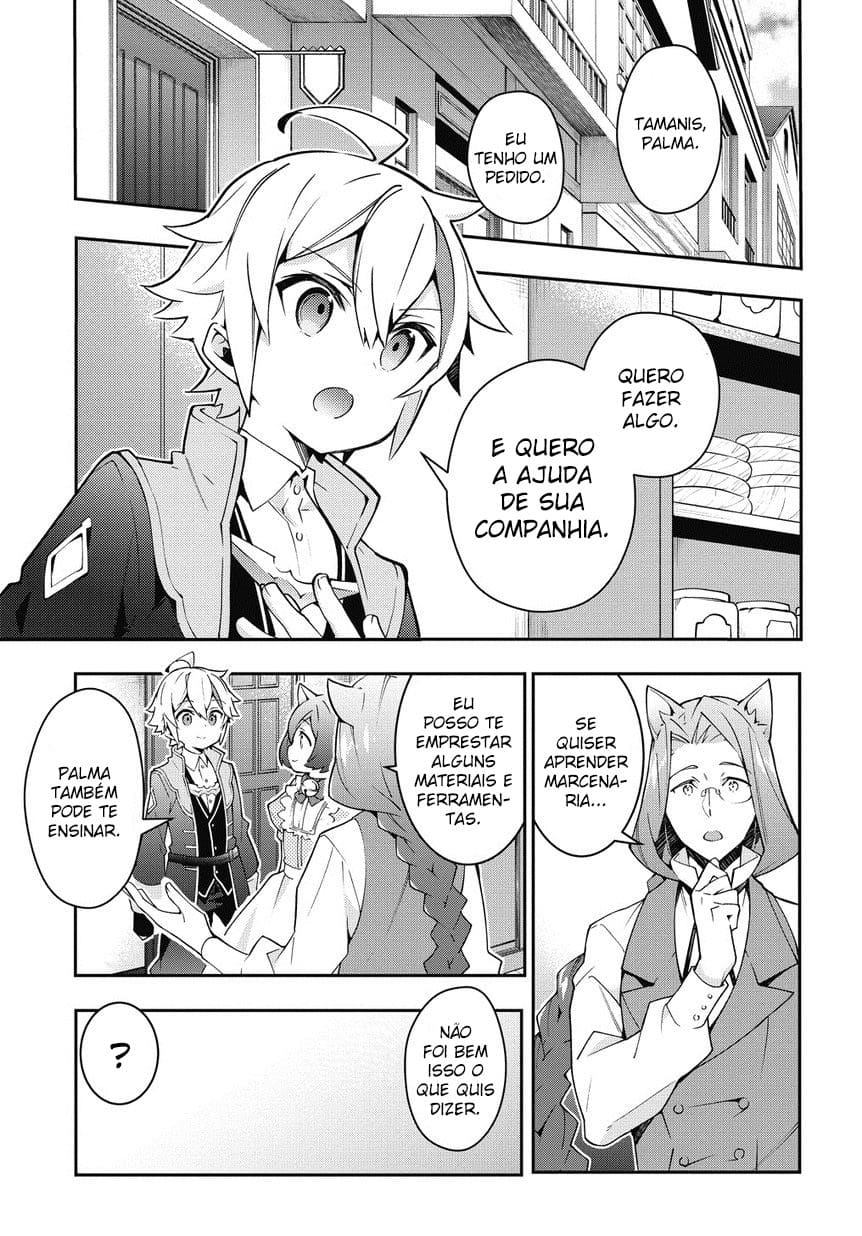 TAMANIS,
PALMA.
EU
TENHO UM
PEDIDO.
QUERO
FAZER
ALGO.
E QUERO
A AJUDA
DE SUA
COMPANHIA.
SE
QUISER
APRENDER
MARCENA-
RIA...
EU
POSSO TE
EMPRESTAR
ALGUNS
MATERIAIS E
FERRAMEN-
TAS.
PALMA
TAMBÉM
PODE TE
ENSINAR.
NÃO
FOI BEM
ISSO O
QUE QUIS
DIZER.
?